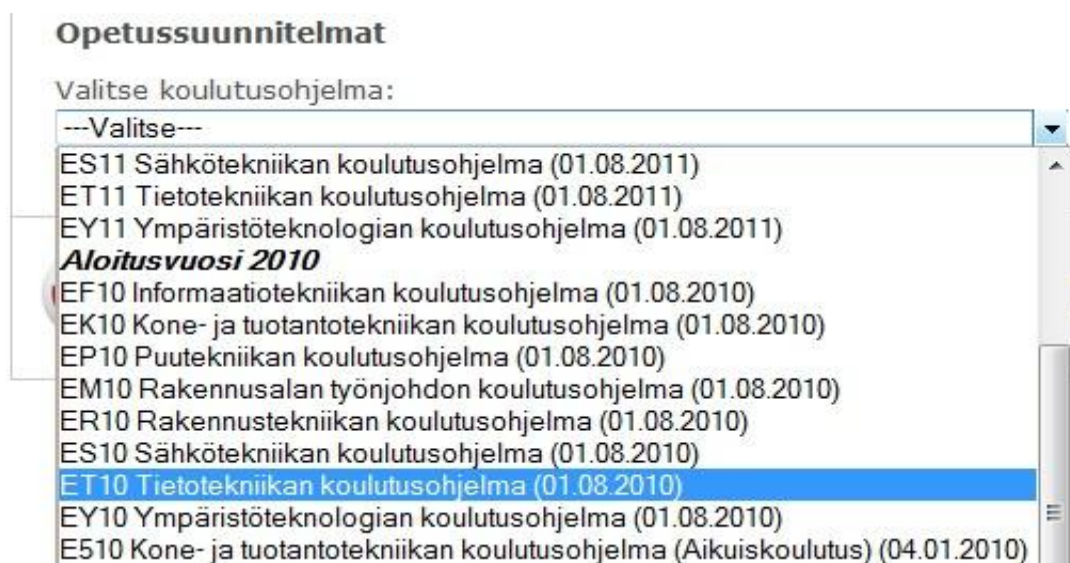 Opetussuunnitelmat
Valitse koulutusohjelma:
---Valitse---
ES11 Sähkötekniikan koulutusohjelma (01.08.2011)
ET11 Tietotekniikan koulutusohjelma (01.08.2011)
EY11 Ympäristöteknologian koulutusohjelma (01.08.2011)
Aloitusvuosi 2010
EF10 Informaatiotekniikan koulutusohjelma (01.08.2010)
EK10 Kone- ja tuotantotekniikan koulutusohjelma (01.08.2010)
EP10 Puutekniikan koulutusohjelma (01.08.2010)
EM10 Rakennusalan työnjohdon koulutusohjelma (01.08.2010)
ER10 Rakennustekniikan koulutusohjelma (01.08.2010)
ES10 Sähkötekniikan koulutusohjelma (01.08.2010)
ET10 Tietotekniikan koulutusohjelma (01.08.2010)
EY10 Ympäristöteknologian koulutusohjelma (01.08.2010)
E510 Kone- ja tuotantotekniikan koulutusohjelma (Aikuiskoulutus) (04.01.2010)